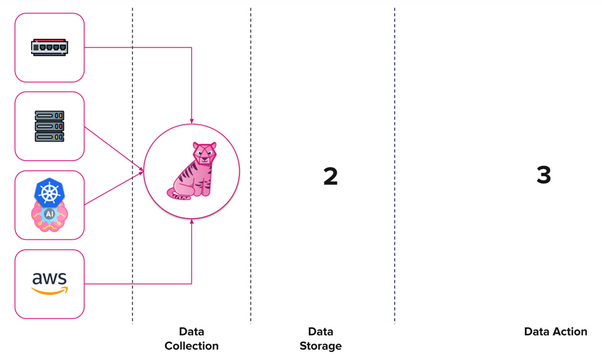 AI
aws
2
3
Data
Collection
Data
Storage
Data Action